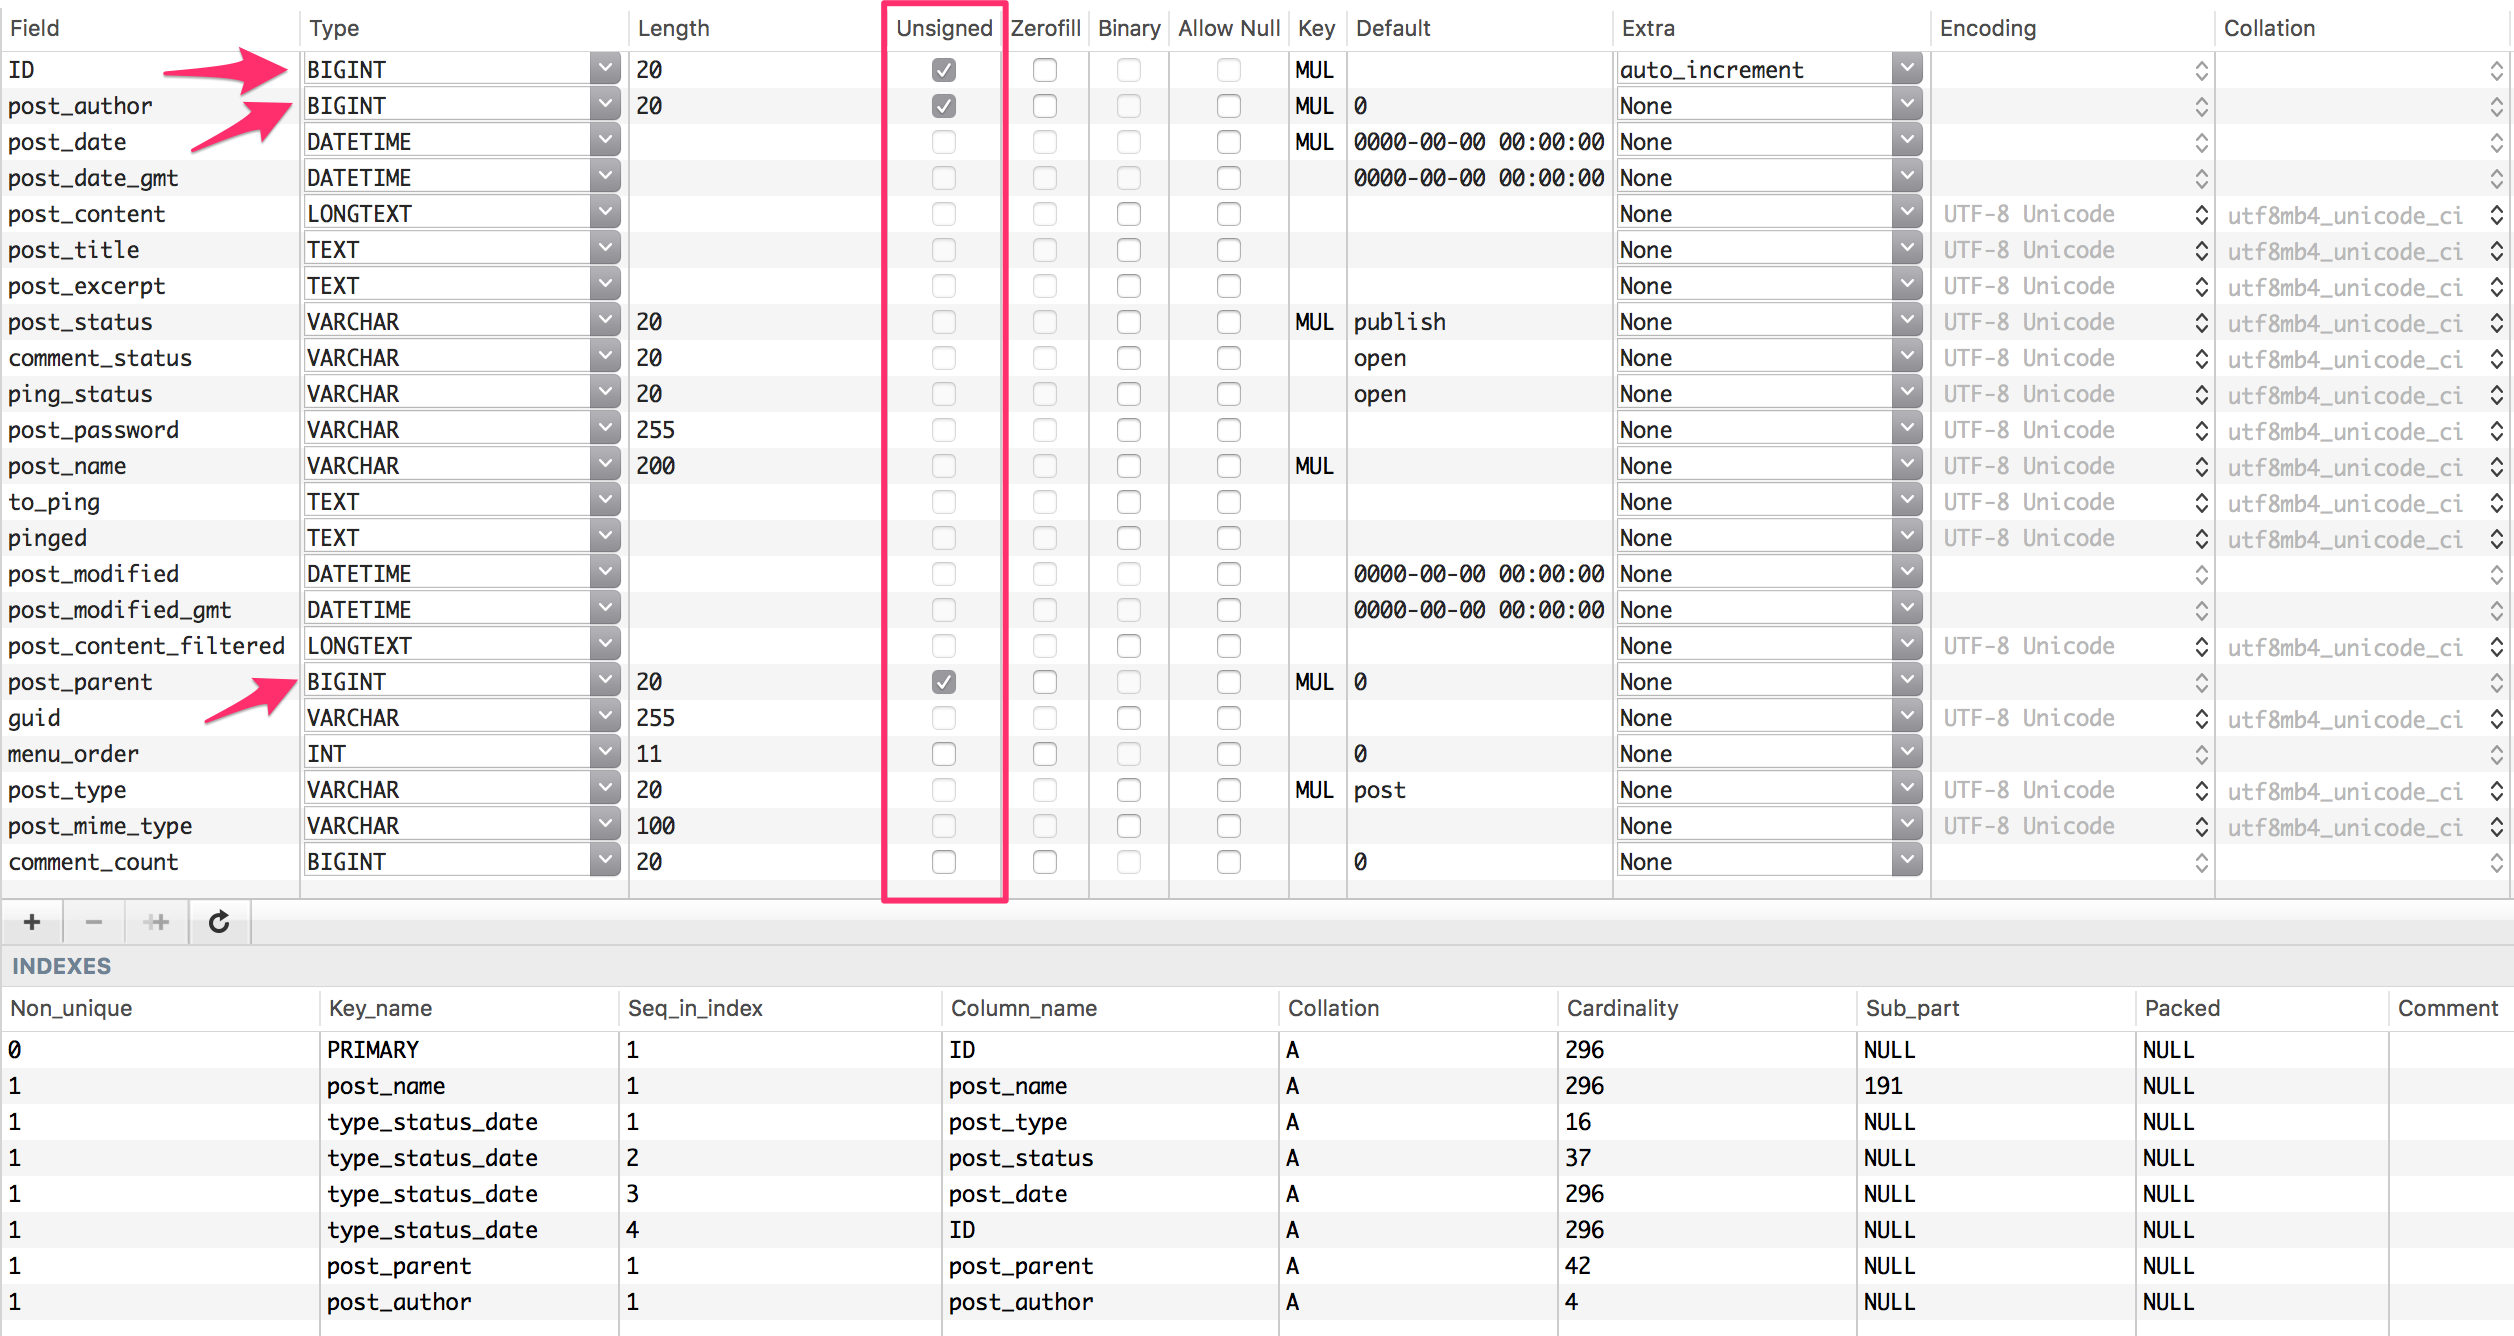 Field Type Length Unsigned Zerofill Binary Allow Null Key Default Extra Encoding Collation
ID BIGINT 20 MUL auto_increment
post_author BIGINT 20 MUL 0 None
post_date DATETIME MUL 0000-00-00 00:00:00 None
post_date_gmt DATETIME 0000-00-00 00:00:00 None
post_content LONGTEXT None UTF-8 Unicode utf8mb4_unicode_ci
post_title TEXT None UTF-8 Unicode utf8mb4_unicode_ci
post_excerpt TEXT None UTF-8 Unicode utf8mb4_unicode_ci
post_status VARCHAR 20 MUL publish None UTF-8 Unicode utf8mb4_unicode_ci
comment_status VARCHAR 20 open None UTF-8 Unicode utf8mb4_unicode_ci
ping_status VARCHAR 20 open None UTF-8 Unicode utf8mb4_unicode_ci
post_password VARCHAR 255 None UTF-8 Unicode utf8mb4_unicode_ci
post_name VARCHAR 200 MUL None UTF-8 Unicode utf8mb4_unicode_ci
to_ping TEXT None UTF-8 Unicode utf8mb4_unicode_ci
pinged TEXT None UTF-8 Unicode utf8mb4_unicode_ci
post_modified DATETIME 0000-00-00 00:00:00 None
post_modified_gmt DATETIME 0000-00-00 00:00:00 None
post_content_filtered LONGTEXT None UTF-8 Unicode utf8mb4_unicode_ci
post_parent BIGINT 20 MUL 0 None
guid VARCHAR 255 None UTF-8 Unicode utf8mb4_unicode_ci
menu_order INT 11 0 None
post_type VARCHAR 20 MUL post None UTF-8 Unicode utf8mb4_unicode_ci
post_mime_type VARCHAR 100 None UTF-8 Unicode utf8mb4_unicode_ci
comment_count BIGINT 20 0 None
INDEXES
Non_unique Key_name Seq_in_index Column_name Collation Cardinality Sub_part Packed Comment
0 PRIMARY 1 ID A 296 NULL NULL
1 post_name 1 post_name A 296 191 NULL
1 type_status_date 1 post_type A 16 NULL NULL
1 type_status_date 2 post_status A 37 NULL NULL
1 type_status_date 3 post_date A 296 NULL NULL
1 type_status_date 4 ID A 296 NULL NULL
1 post_parent 1 post_parent A 42 NULL NULL
1 post_author 1 post_author A 4 NULL NULL